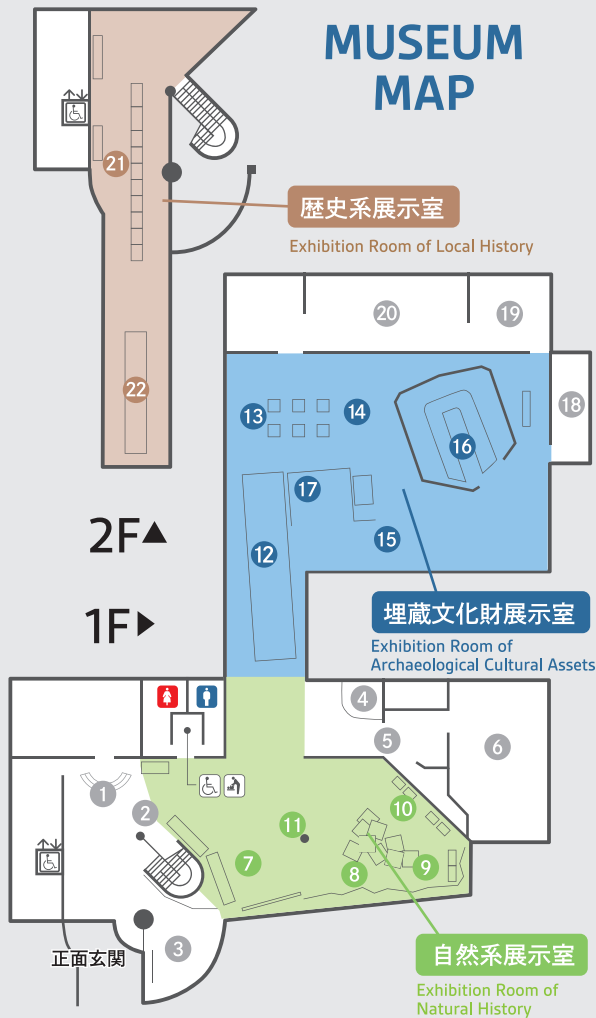 MUSEUM
MAP
21
歴史系展示室
Exhibition Room of Local History
22
20
19
18
13
14
16
17
15
12
2F▲
1F▶
埋蔵文化財展示室
Exhibition Room of
Archaeological Cultural Assets
4
5
6
1
2
10
11
7
8
9
3
正面玄関
自然系展示室
Exhibition Room of
Natural History